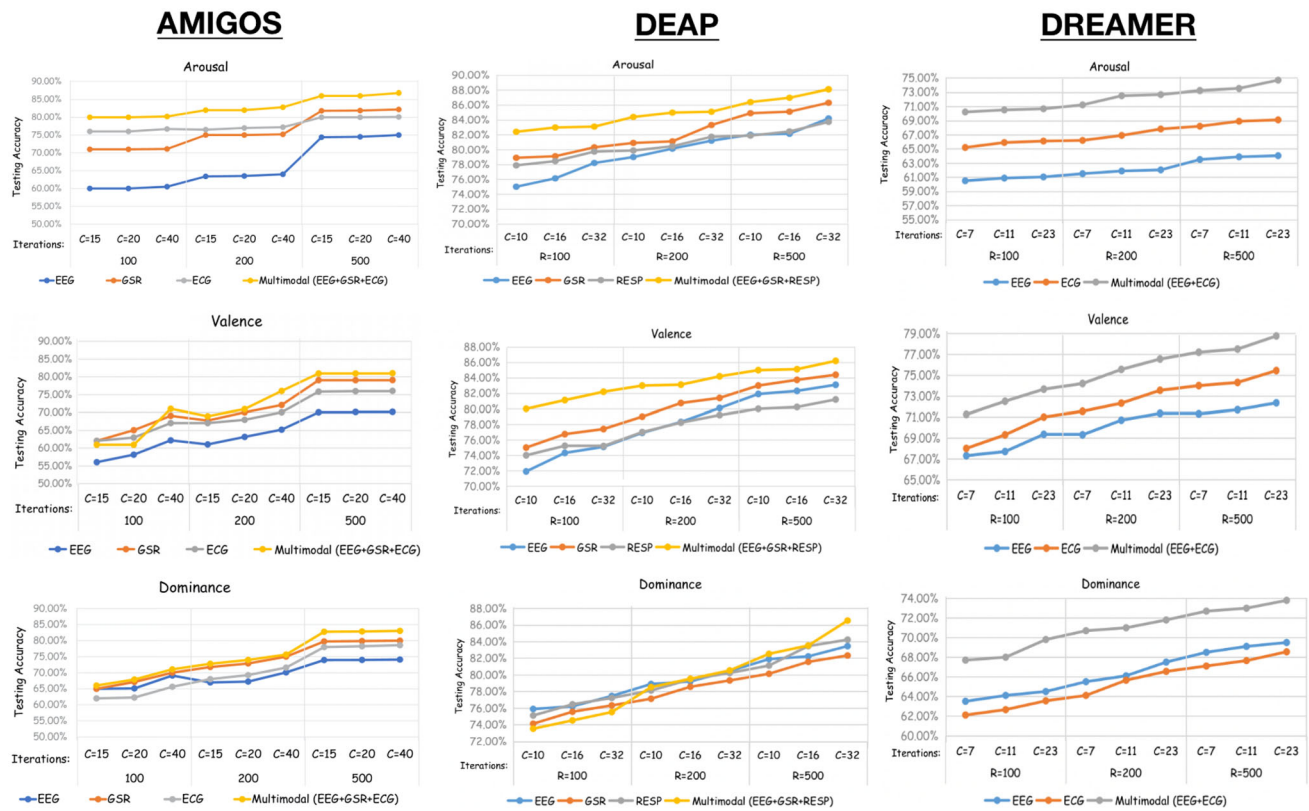 AMIGOS
DEAP
DREAMER
Arousal
Testing Accuracy
90.00%
85.00%
80.00%
75.00%
70.00%
65.00%
60.00%
55.00%
50.00%
C=15 C=20 C=40 C=15 C=20 C=40 C=15 C=20 C=40
Iterations:
100 200 500
EEG GSR ECG Multimodal (EEG+GSR+ECG)
Arousal
Testing Accuracy
90.00%
88.00%
86.00%
84.00%
82.00%
80.00%
78.00%
76.00%
74.00%
72.00%
70.00%
C=10 C=16 C=32 C=10 C=16 C=32 C=10 C=16 C=32
Iterations:
R=100 R=200 R=500
EEG GSR RESP Multimodal (EEG+GSR+RESP)
Arousal
Testing Accuracy
75.00%
73.00%
71.00%
69.00%
67.00%
65.00%
63.00%
61.00%
59.00%
57.00%
55.00%
C=7 C=11 C=23 C=7 C=11 C=23 C=7 C=11 C=23
Iterations:
R=100 R=200 R=500
EEG ECG Multimodal (EEG+ECG)
Valence
Testing Accuracy
90.00%
85.00%
80.00%
75.00%
70.00%
65.00%
60.00%
55.00%
50.00%
C=15 C=20 C=40 C=15 C=20 C=40 C=15 C=20 C=40
Iterations:
100 200 500
EEG GSR ECG Multimodal (EEG+GSR+ECG)
Valence
Testing Accuracy
88.00%
86.00%
84.00%
82.00%
80.00%
78.00%
76.00%
74.00%
72.00%
70.00%
C=10 C=16 C=32 C=10 C=16 C=32 C=10 C=16 C=32
Iterations:
R=100 R=200 R=500
EEG GSR RESP Multimodal (EEG+GSR+RESP)
Valence
Testing Accuracy
79.00%
77.00%
75.00%
73.00%
71.00%
69.00%
67.00%
65.00%
C=7 C=11 C=23 C=7 C=11 C=23 C=7 C=11 C=23
Iterations:
R=100 R=200 R=500
EEG ECG Multimodal (EEG+ECG)
Dominance
Testing Accuracy
90.00%
85.00%
80.00%
75.00%
70.00%
65.00%
60.00%
55.00%
50.00%
C=15 C=20 C=40 C=15 C=20 C=40 C=15 C=20 C=40
Iterations:
100 200 500
EEG GSR ECG Multimodal (EEG+GSR+ECG)
Dominance
Testing Accuracy
88.00%
86.00%
84.00%
82.00%
80.00%
78.00%
76.00%
74.00%
72.00%
C=10 C=16 C=32 C=10 C=16 C=32 C=10 C=16 C=32
Iterations:
R=100 R=200 R=500
EEG GSR RESP Multimodal (EEG+GSR+RESP)
Dominance
Testing Accuracy
74.00%
72.00%
70.00%
68.00%
66.00%
64.00%
62.00%
60.00%
C=7 C=11 C=23 C=7 C=11 C=23 C=7 C=11 C=23
Iterations:
R=100 R=200 R=500
EEG ECG Multimodal (EEG+ECG)